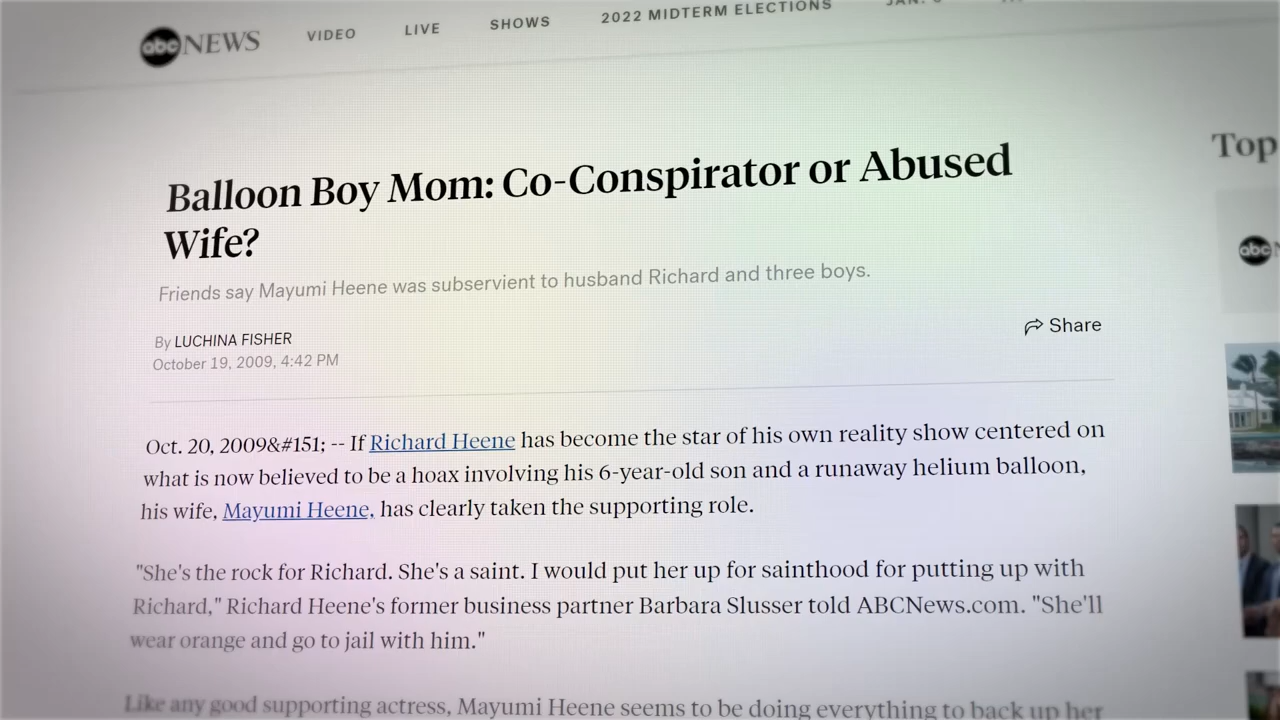 abc NEWS VIDEO LIVE SHOWS 2022 MIDTERM ELECTIONS
Top
Balloon Boy Mom: Co-Conspirator or Abused
Wife?
abc
Friends say Mayumi Heene was subservient to husband Richard and three boys.
By LUCHINA FISHER
Share
October 19, 2009, 4:42 PM
Oct. 20, 2009&#151; -- If Richard Heene has become the star of his own reality show centered on
what is now believed to be a hoax involving his 6-year-old son and a runaway helium balloon,
his wife, Mayumi Heene, has clearly taken the supporting role.
"She's the rock for Richard. She's a saint. I would put her up for sainthood for putting up with
Richard," Richard Heene's former business partner Barbara Slusser told ABCNews.com. "She'll
wear orange and go to jail with him."
Like any good supporting actress, Mayumi Heene seems to be doing everything to back up her